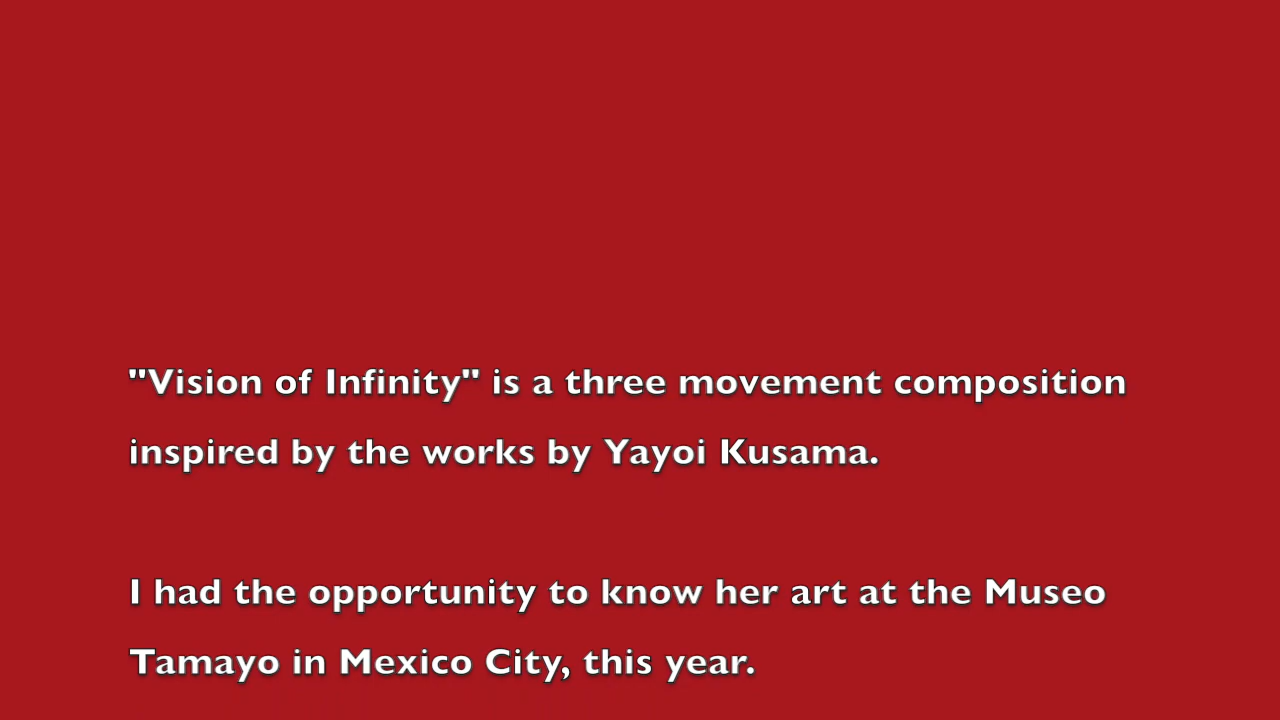 "Vision of Infinity" is a three movement composition
inspired by the works by Yayoi Kusama.
I had the opportunity to know her art at the Museo
Tamayo in Mexico City, this year.